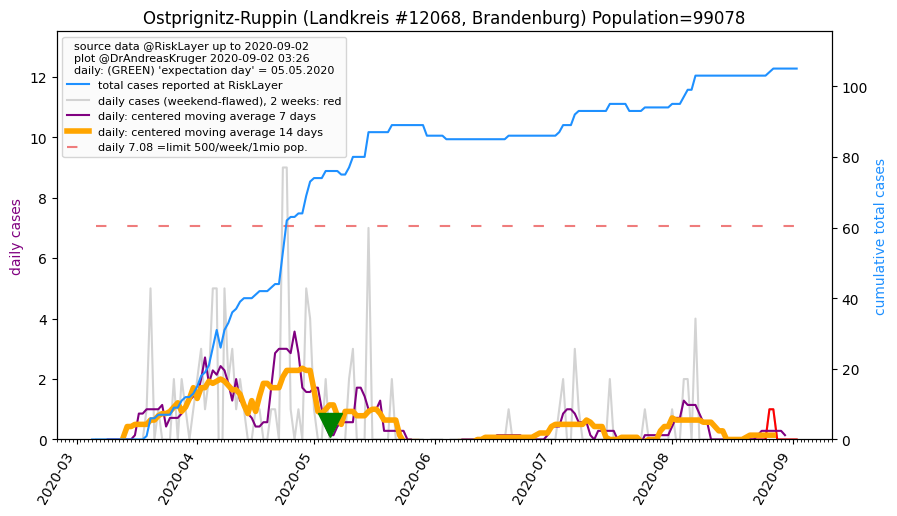 Ostprignitz-Ruppin (Landkreis #12068, Brandenburg) Population=99078
source data @RiskLayer up to 2020-09-02
plot @DrAndreasKruger 2020-09-02 03:26
daily: (GREEN) 'expectation day' = 05.05.2020
total cases reported at RiskLayer
daily cases (weekend-flawed), 2 weeks: red
daily: centered moving average 7 days
daily: centered moving average 14 days
daily 7.08 =limit 500/week/1mio pop.
daily cases
12
10
8
6
4
2
0
cumulative total cases
100
80
60
40
20
0
2020-03
2020-04
2020-05
2020-06
2020-07
2020-08
2020-09